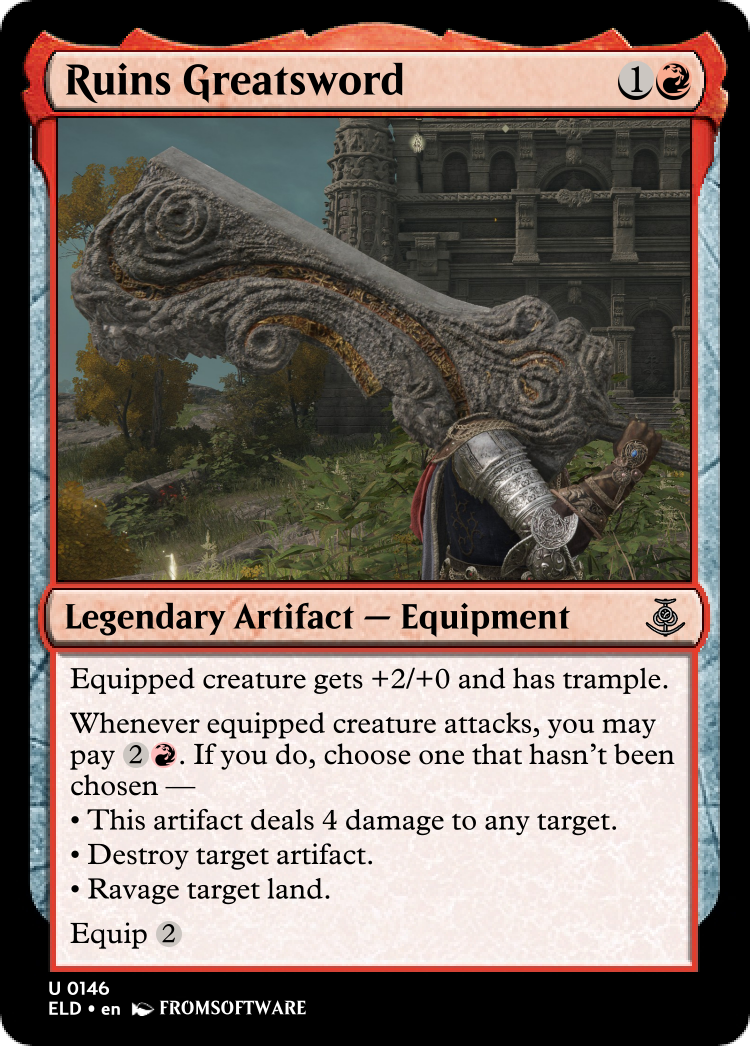 Ruins Greatsword 1
Legendary Artifact — Equipment
Equipped creature gets +2/+0 and has trample.
Whenever equipped creature attacks, you may
pay 2. If you do, choose one that hasn't been
chosen —
• This artifact deals 4 damage to any target.
• Destroy target artifact.
• Ravage target land.
Equip 2
U 0146
ELD • en FROMSOFTWARE